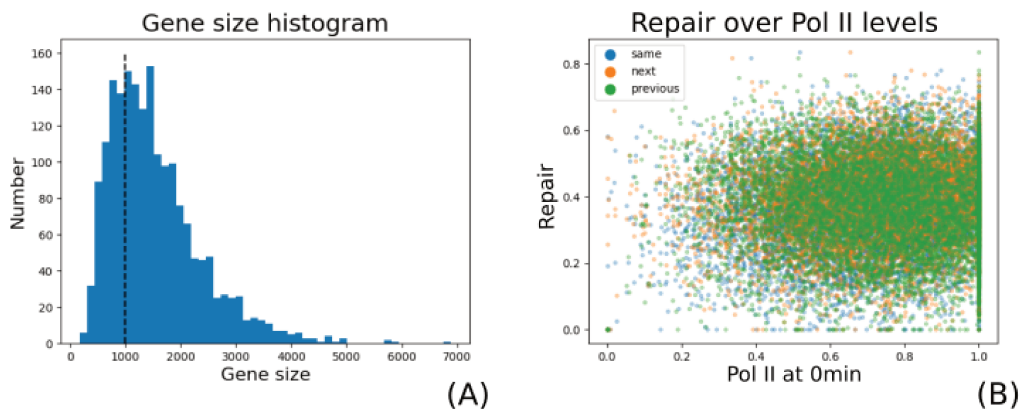 Gene size histogram
160
140
120
100
80
60
40
20
0
Number
0 1000 2000 3000 4000 5000 6000 7000
Gene size
(A)
Repair over Pol II levels
same
next
previous
0.8
0.6
0.4
0.2
0.0
Repair
0.0 0.2 0.4 0.6 0.8 1.0
Pol II at 0min
(B)